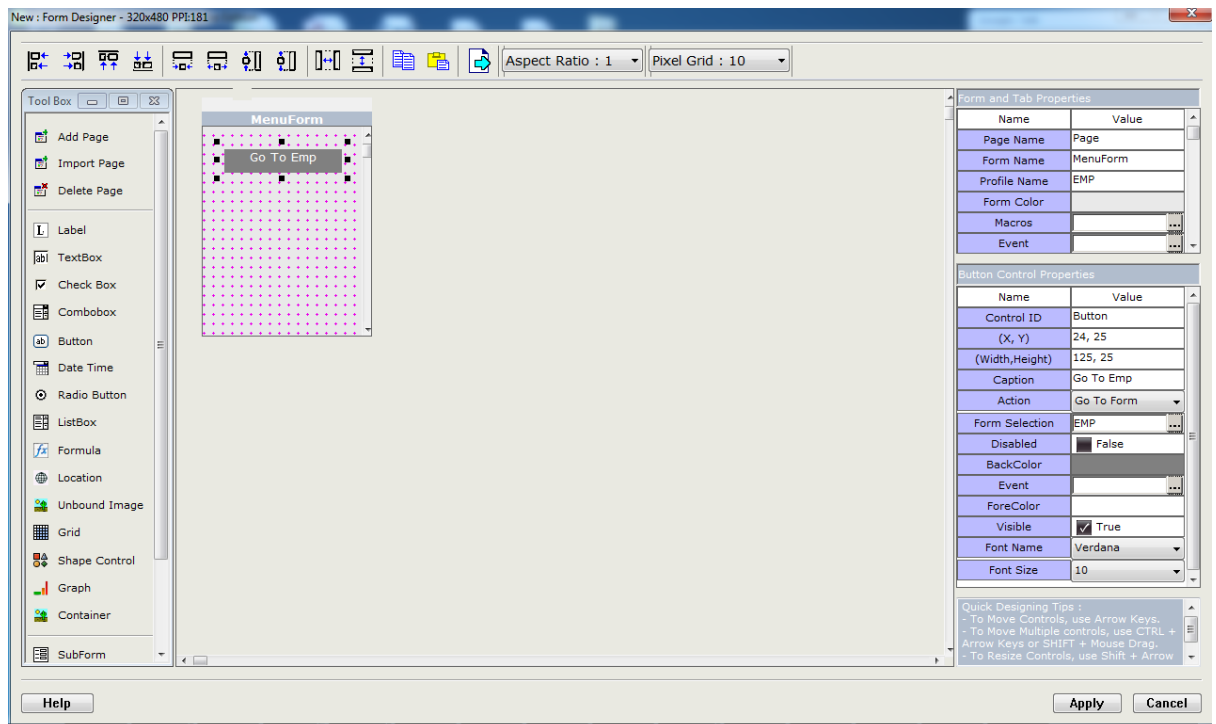 New : Form Designer - 320x480 PPI:181
Aspect Ratio : 1
Pixel Grid : 10
Tool Box
Add Page
Import Page
Delete Page
Label
TextBox
Check Box
Combobox
Button
Date Time
Radio Button
ListBox
Formula
Location
Unbound Image
Grid
Shape Control
Graph
Container
SubForm
MenuForm
Go To Emp
Form and Tab Properties
Name Value
Page Name Page
Form Name MenuForm
Profile Name EMP
Form Color
Macros ...
Event ...
Button Control Properties
Name Value
Control ID Button
(X, Y) 24, 25
(Width,Height) 125, 25
Caption Go To Emp
Action Go To Form
Form Selection EMP ...
Disabled False
BackColor
Event ...
ForeColor
Visible True
Font Name Verdana
Font Size 10
Quick Designing Tips :
- To Move Controls, use Arrow Keys.
- To Move Multiple controls, use CTRL +
Arrow Keys or SHIFT + Mouse Drag.
- To Resize Controls, use Shift + Arrow
Help
Apply
Cancel